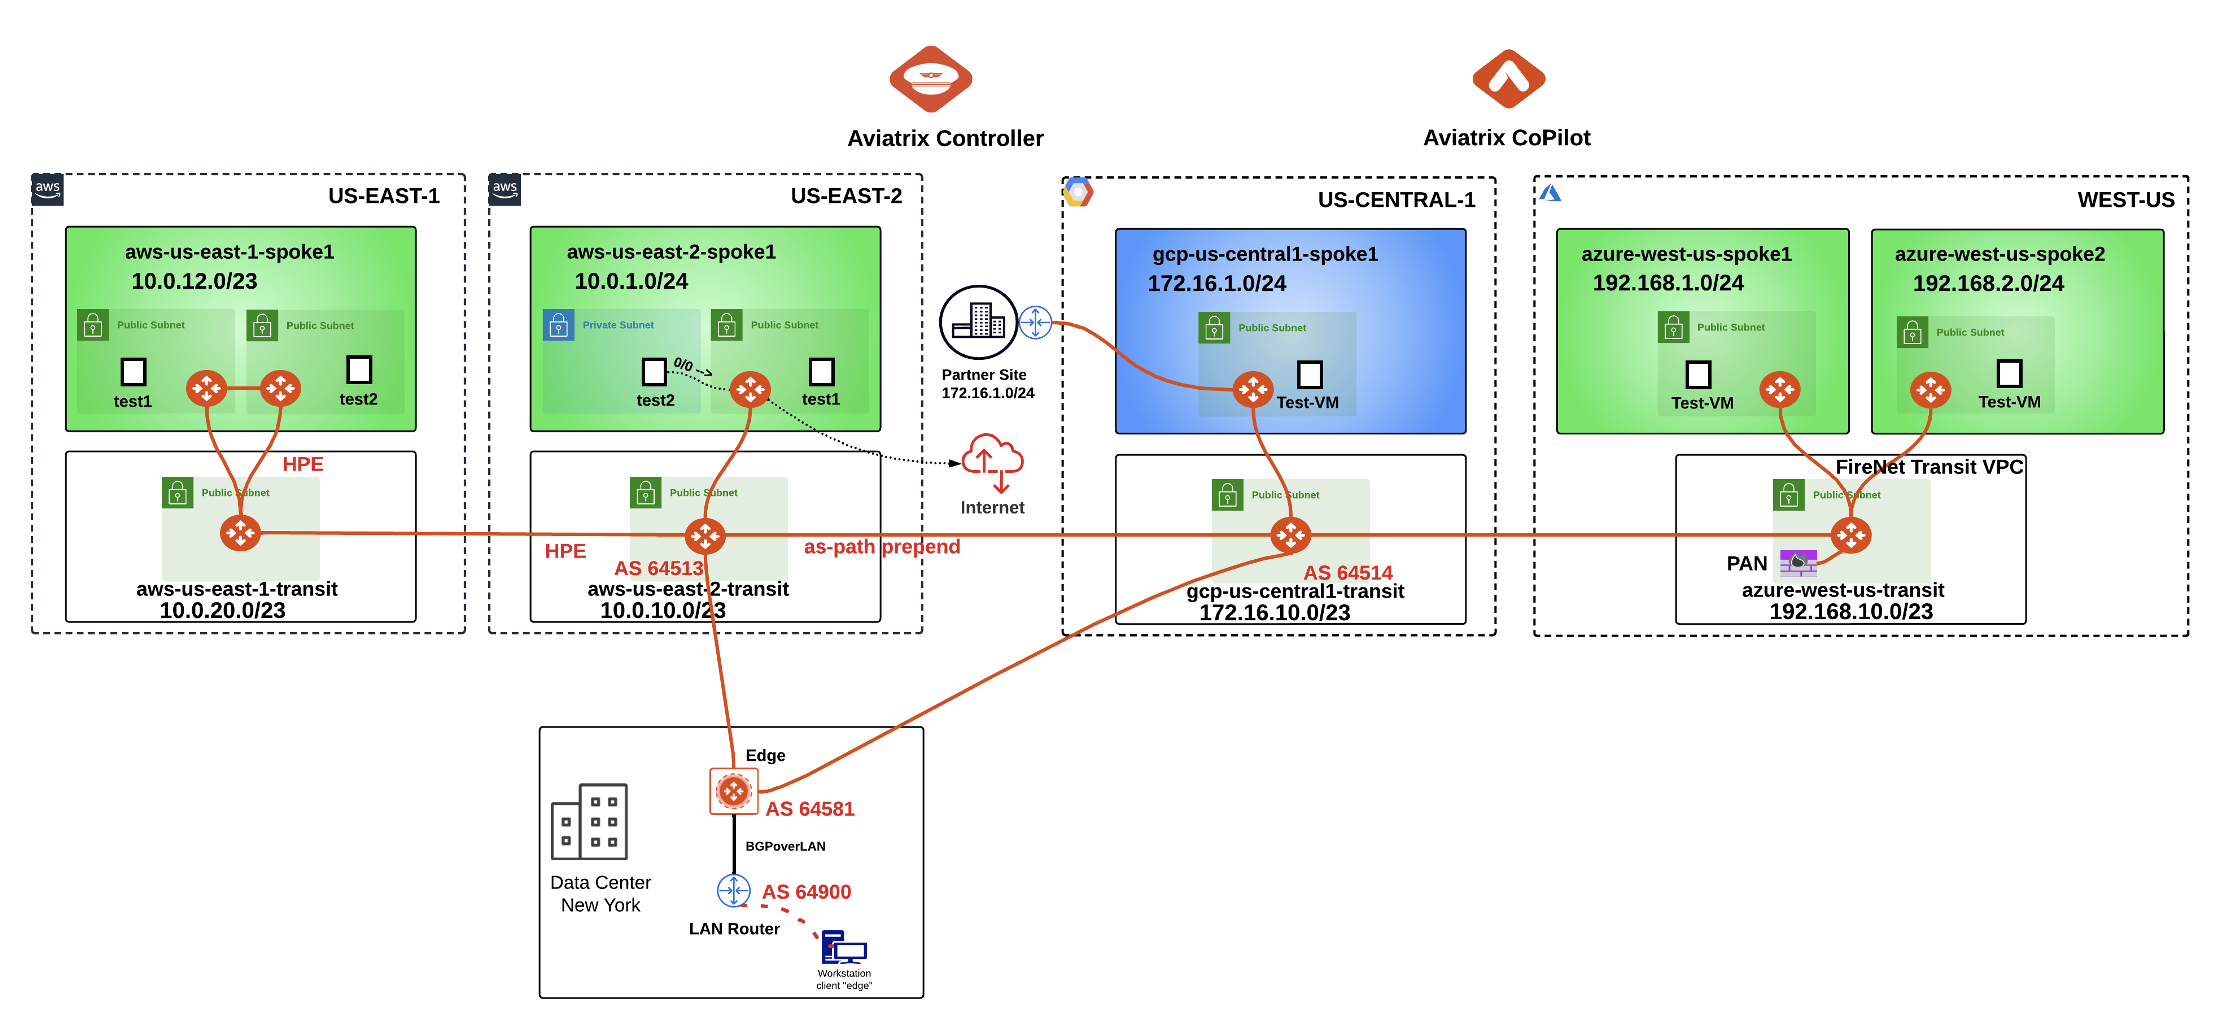 Aviatrix Controller
Aviatrix CoPilot
aws
US-EAST-1
aws-us-east-1-spoke1
10.0.12.0/23
Public Subnet
Public Subnet
test1
test2
HPE
Public Subnet
aws-us-east-1-transit
10.0.20.0/23
aws
US-EAST-2
aws-us-east-2-spoke1
10.0.1.0/24
Private Subnet
Public Subnet
0/0 -->
test2
test1
Public Subnet
HPE
AS 64513
as-path prepend
aws-us-east-2-transit
10.0.10.0/23
Partner Site
172.16.1.0/24
Internet
US-CENTRAL-1
gcp-us-central1-spoke1
172.16.1.0/24
Public Subnet
Test-VM
Public Subnet
AS 64514
gcp-us-central1-transit
172.16.10.0/23
WEST-US
azure-west-us-spoke1
192.168.1.0/24
Public Subnet
Test-VM
azure-west-us-spoke2
192.168.2.0/24
Public Subnet
Test-VM
FireNet Transit VPC
Public Subnet
PAN
azure-west-us-transit
192.168.10.0/23
Edge
AS 64581
BGPoverLAN
Data Center
New York
AS 64900
LAN Router
Workstation
client "edge"